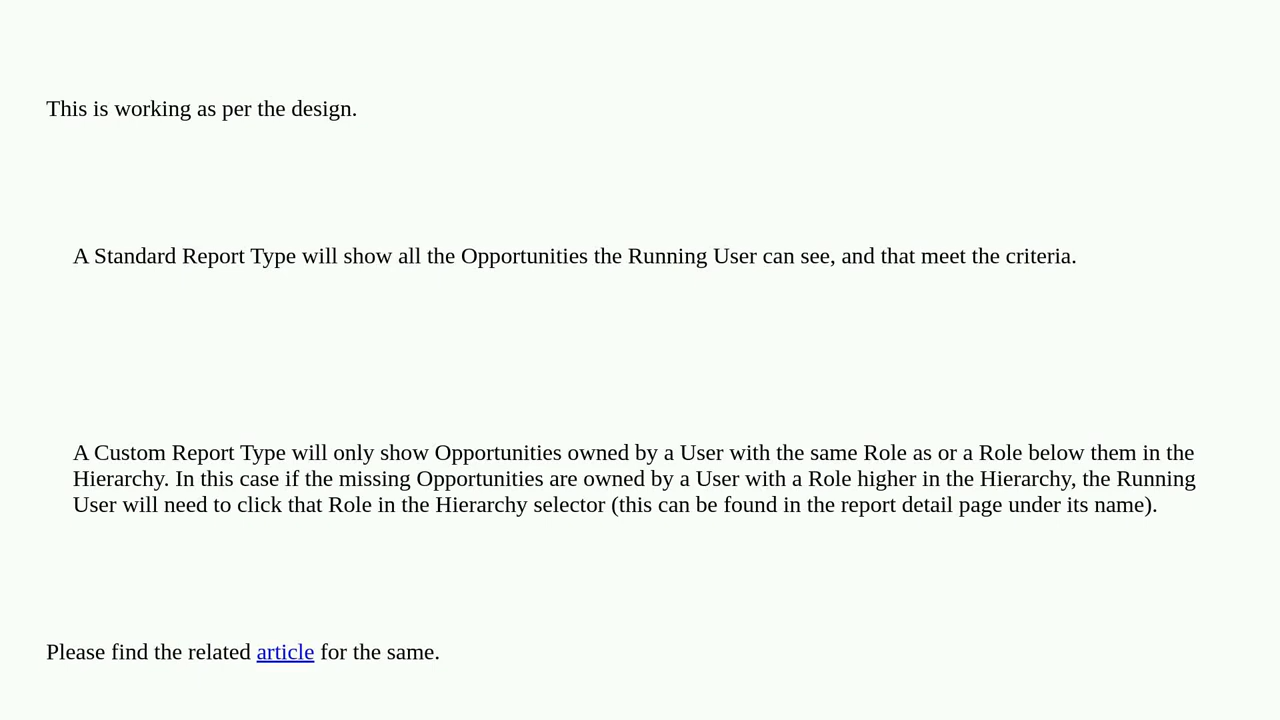 This is working as per the design.
A Standard Report Type will show all the Opportunities the Running User can see, and that meet the criteria.
A Custom Report Type will only show Opportunities owned by a User with the same Role as or a Role below them in the
Hierarchy. In this case if the missing Opportunities are owned by a User with a Role higher in the Hierarchy, the Running
User will need to click that Role in the Hierarchy selector (this can be found in the report detail page under its name).
Please find the related article for the same.